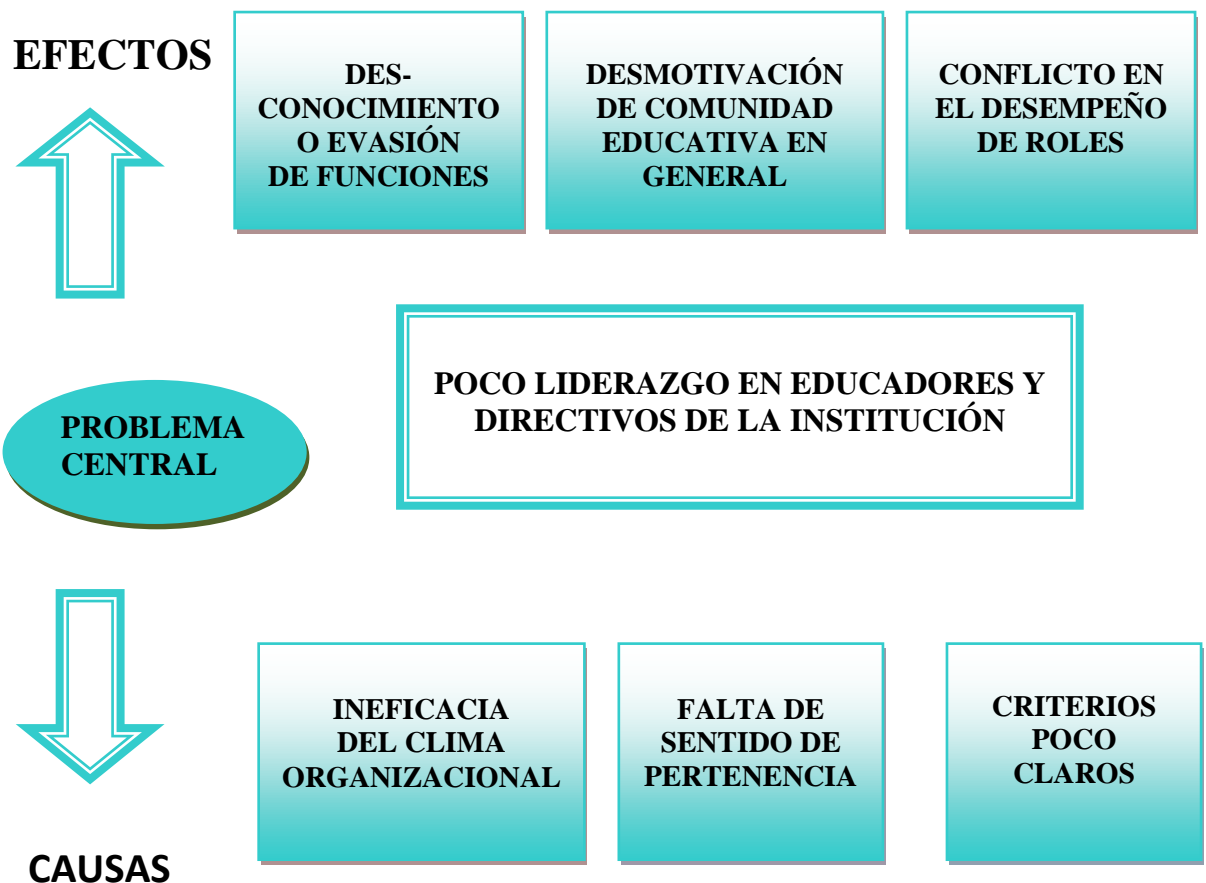 EFECTOS
DES-
CONOCIMIENTO
O EVASIÓN
DE FUNCIONES
DESMOTIVACIÓN
DE COMUNIDAD
EDUCATIVA EN
GENERAL
CONFLICTO EN
EL DESEMPEÑO
DE ROLES
PROBLEMA
CENTRAL
POCO LIDERAZGO EN EDUCADORES Y
DIRECTIVOS DE LA INSTITUCIÓN
INEFICACIA
DEL CLIMA
ORGANIZACIONAL
FALTA DE
SENTIDO DE
PERTENENCIA
CRITERIOS
POCO
CLAROS
CAUSAS